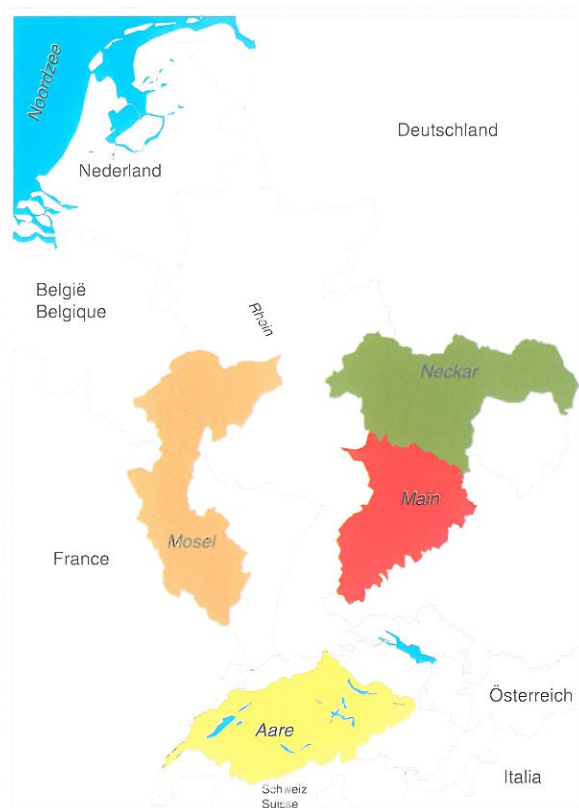 Noordzee
Deutschland
Nederland
België
Belgique
Rhein
Neckar
Main
Mosel
France
Österreich
Aare
Italia
Schweiz
Suisse